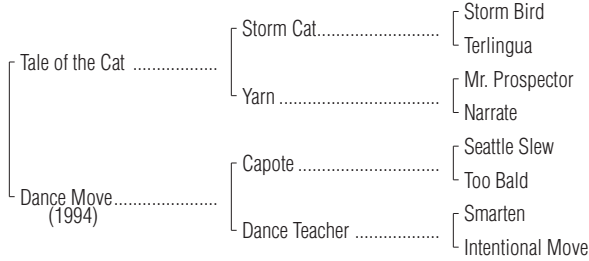 Storm Bird
Storm Cat
Terlingua
Tale of the Cat
Mr. Prospector
Yarn
Narrate
Seattle Slew
Capote
Too Bald
Dance Move
(1994)
Smarten
Dance Teacher
Intentional Move